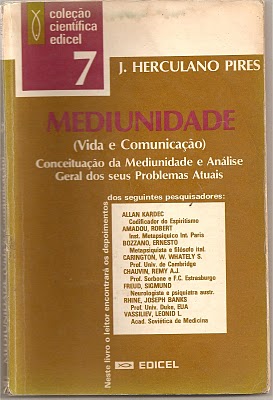 coleção
científica
edicel
7
J. HERCULANO PIRES
MEDIUNIDADE
(Vida e Comunicação)
Conceituação da Mediunidade e Análise
Geral dos seus Problemas Atuais
Neste livro o leitor encontrará os depoimentos
dos seguintes pesquisadores:
ALLAN KARDEC
Codificador do Espiritismo
AMADOU, ROBERT
Inst. Metapsíquico Int. Paris
BOZZANO, ERNESTO
Metapsiquista e filósofo ital.
CARINGTON, W. WHATELY S.
Prof. Univ. de Cambridge
CHAUVIN, REMY A.J.
Prof. Sorbone e F.C. Estrasburgo
FREUD, SIGMUND
Neurologista e psiquiatra austr.
RHINE, JOSEPH BANKS
Prof. Univ. Duke, EUA
VASSILIEV, LEONID L.
Acad. Soviética de Medicina
EDICEL